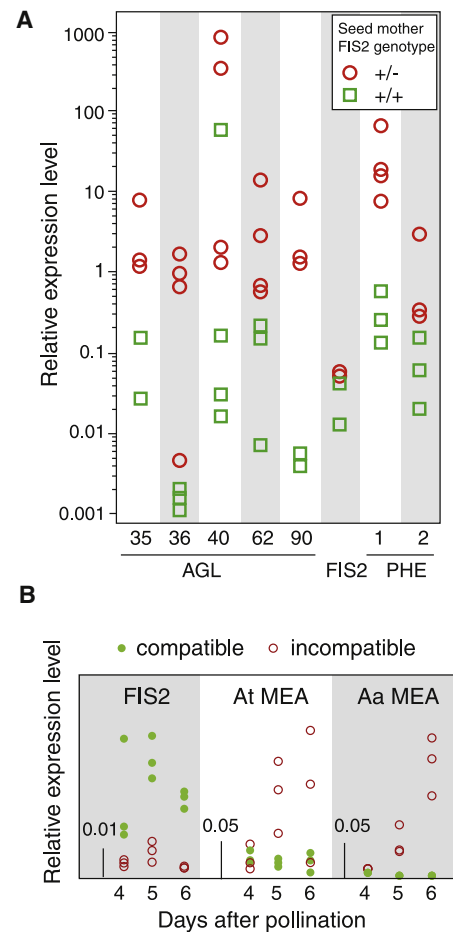 A
Seed mother
FIS2 genotype
+/-
+/+
Relative expression level
1000
100
10
1
0.1
0.01
0.001
35 36 40 62 90 1 2
AGL FIS2 PHE
B
compatible incompatible
Relative expression level
FIS2 At MEA Aa MEA
0.01 0.05 0.05
4 5 6 4 5 6 4 5 6
Days after pollination